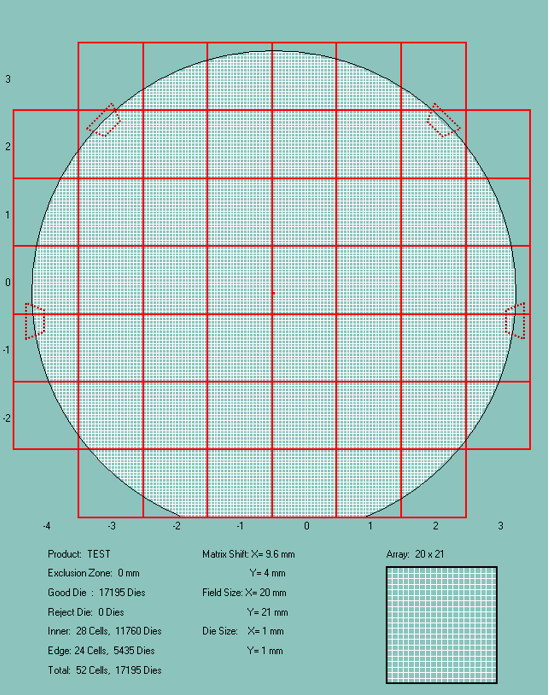 3
2
1
0
-1
-2
-4 -3 -2 -1 0 1 2 3
Product: TEST Matrix Shift: X= 9.6 mm Array: 20 x 21
Exclusion Zone: 0 mm Y= 4 mm
Good Die : 17195 Dies Field Size: X= 20 mm
Reject Die: 0 Dies Y= 21 mm
Inner: 28 Cells, 11760 Dies Die Size: X= 1 mm
Edge: 24 Cells, 5435 Dies Y= 1 mm
Total: 52 Cells, 17195 Dies